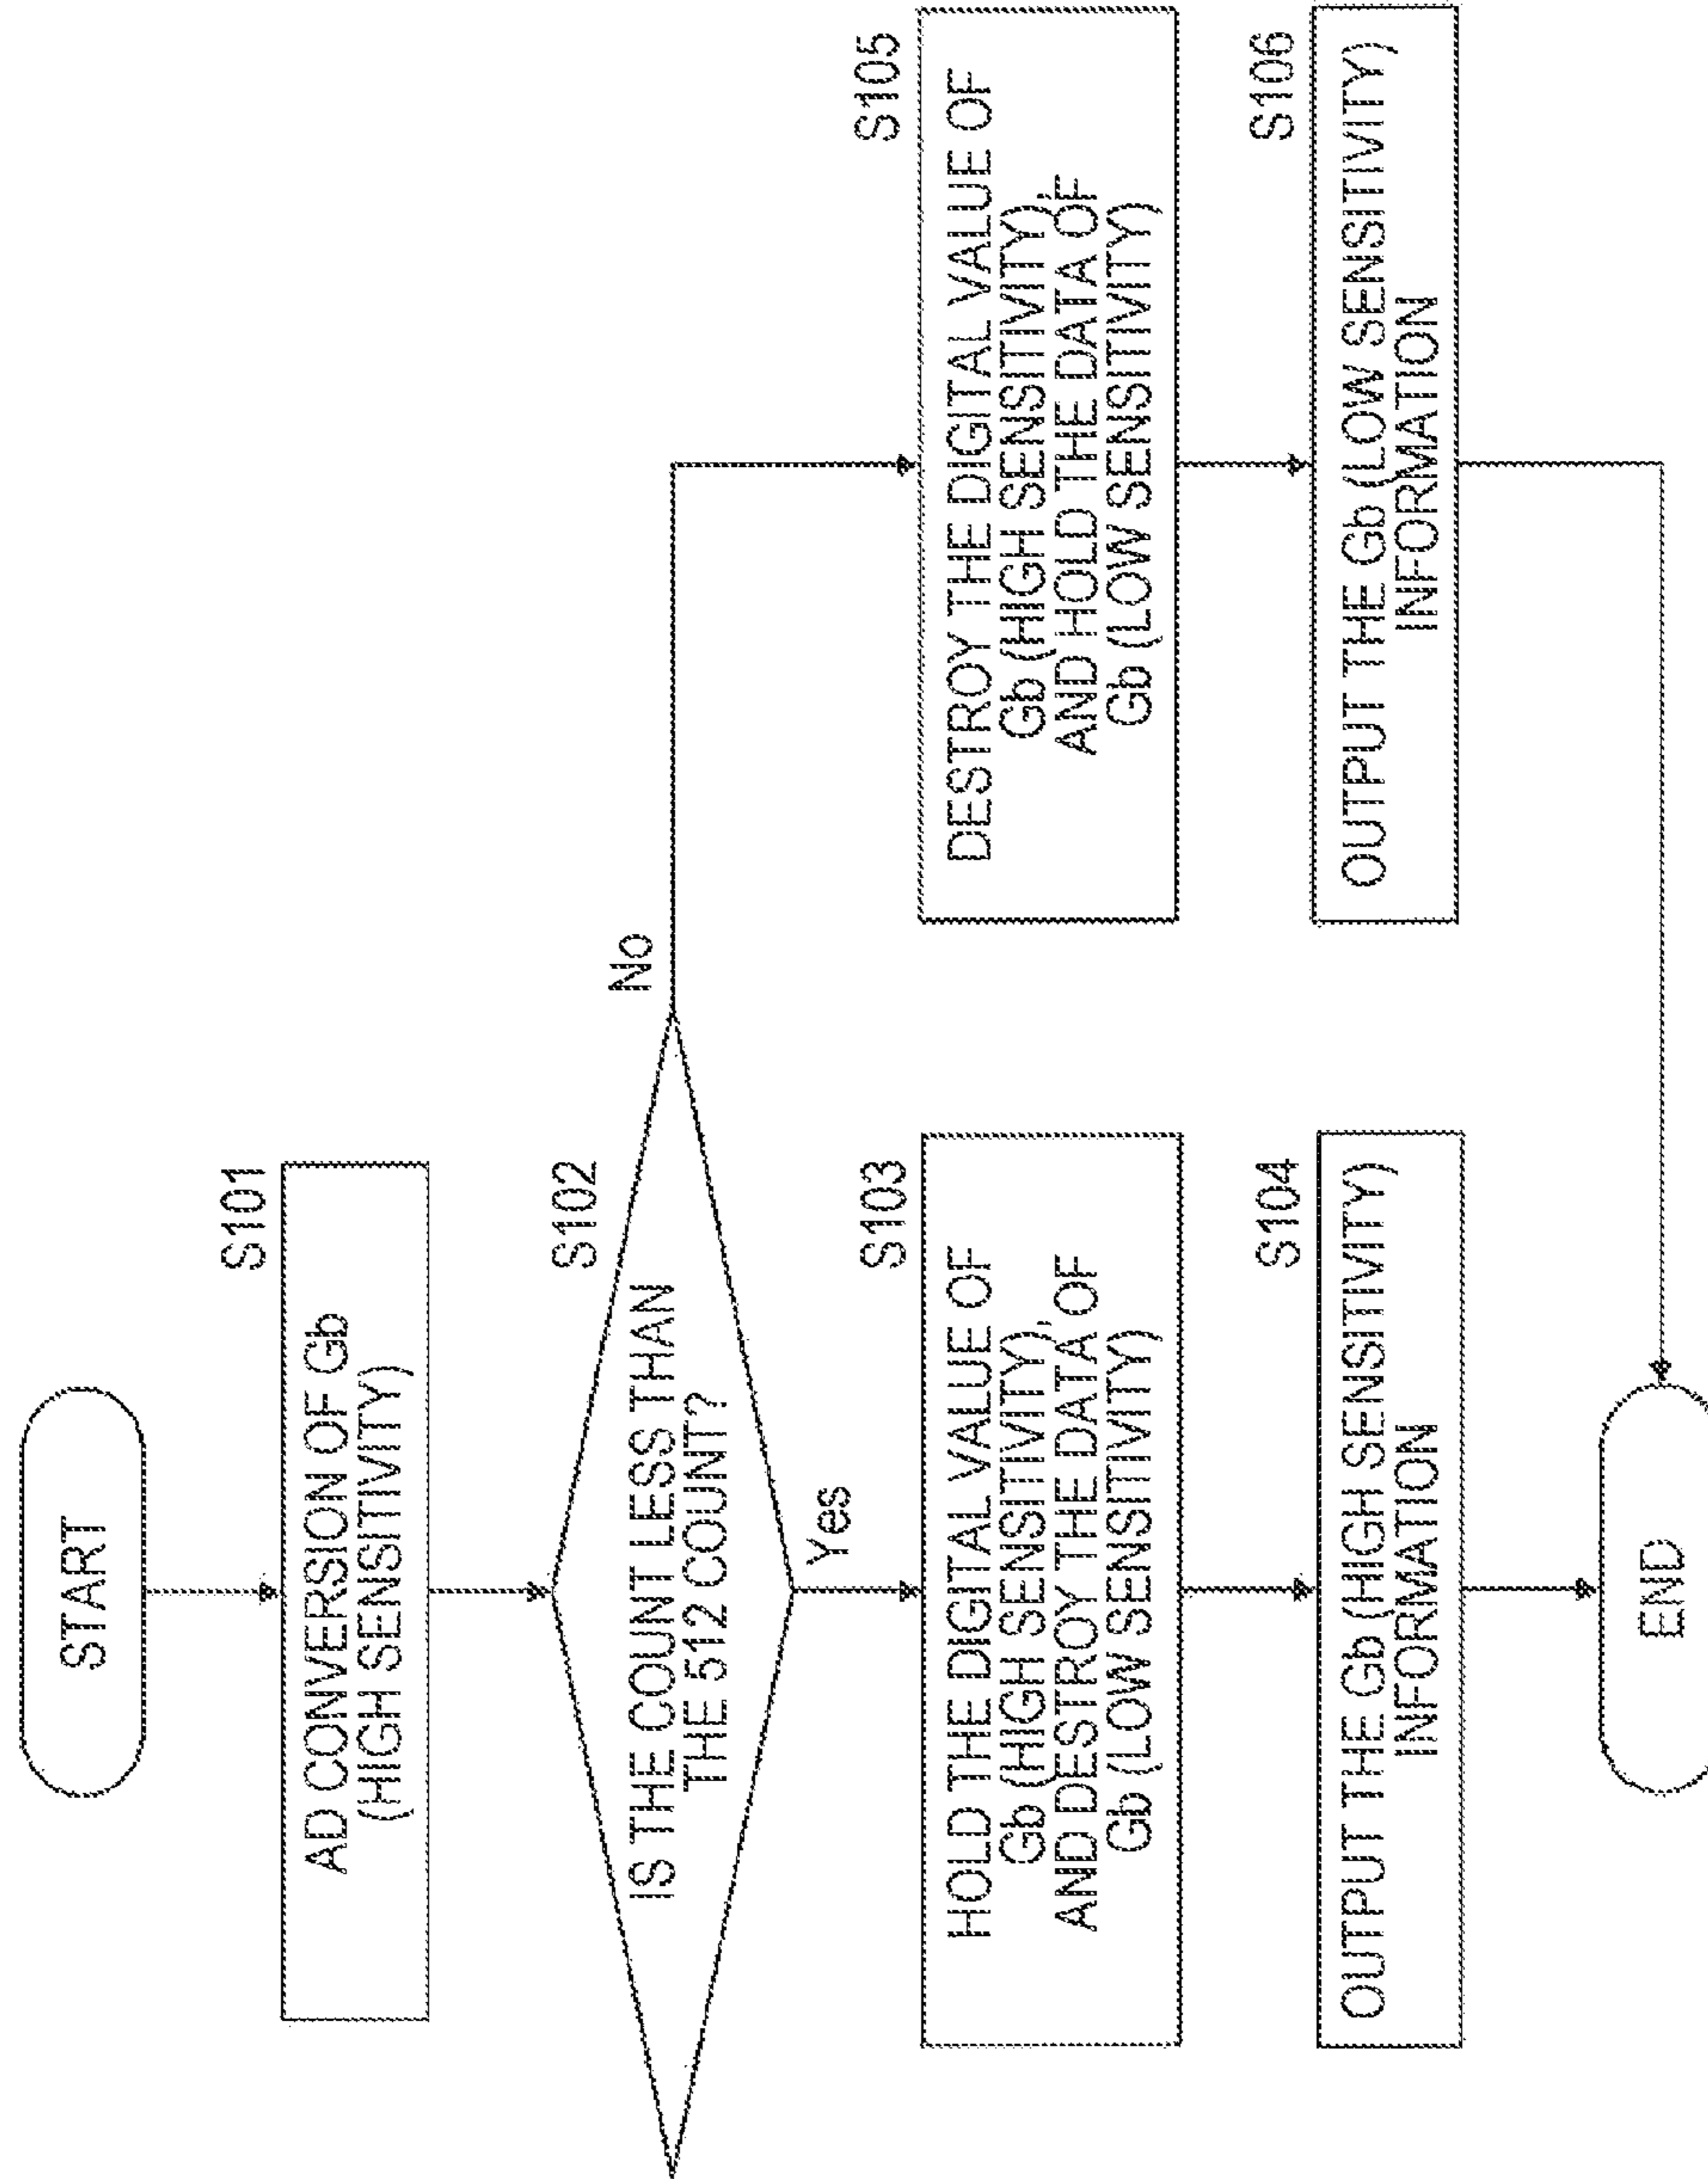 START
S101
AD CONVERSION OF Gb
(HIGH SENSITIVITY)
S102
IS THE COUNT LESS THAN
THE 512 COUNT?
No
Yes
S103
HOLD THE DIGITAL VALUE OF
Gb (HIGH SENSITIVITY),
AND DESTROY THE DATA OF
Gb (LOW SENSITIVITY)
S104
OUTPUT THE Gb (HIGH SENSITIVITY)
INFORMATION
S105
DESTROY THE DIGITAL VALUE OF
Gb (HIGH SENSITIVITY),
AND HOLD THE DATA OF
Gb (LOW SENSITIVITY)
S106
OUTPUT THE Gb (LOW SENSITIVITY)
INFORMATION
END